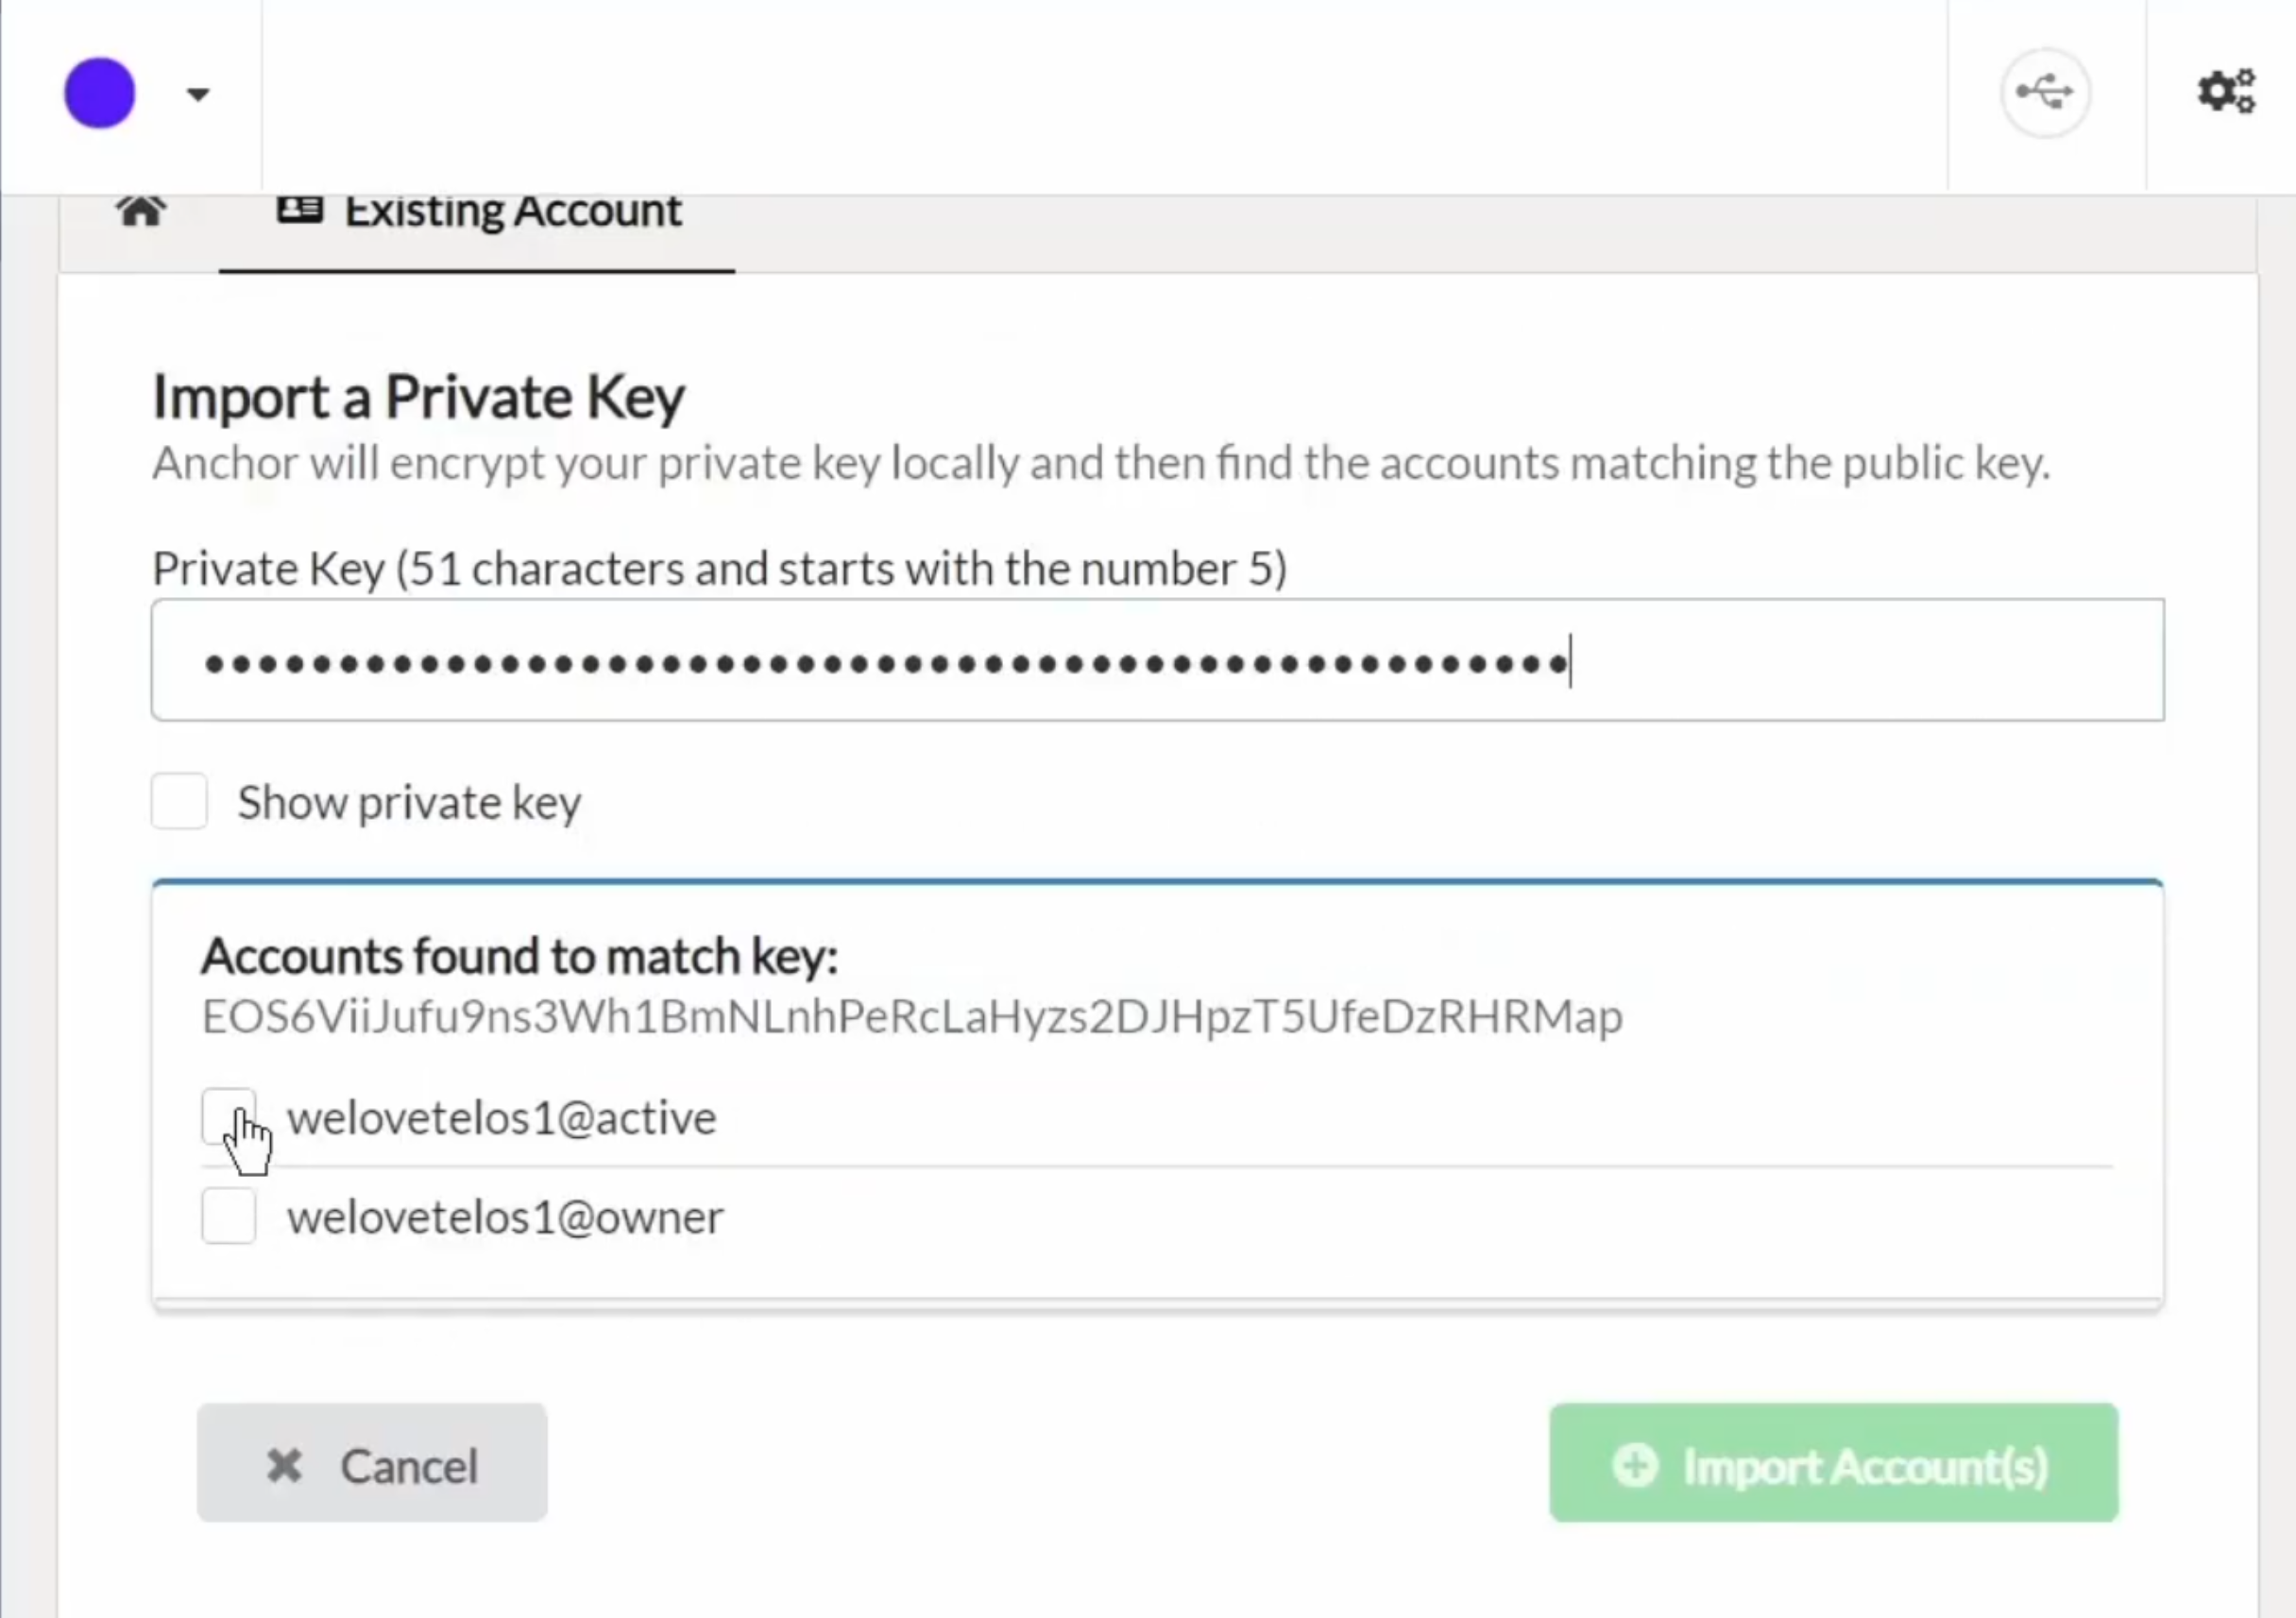 Existing Account
Import a Private Key
Anchor will encrypt your private key locally and then find the accounts matching the public key.
Private Key (51 characters and starts with the number 5)
Show private key
Accounts found to match key:
EOS6ViiJufu9ns3Wh1BmNLnhPeRcLaHyzs2DJHpzT5UfeDzRHRMap
welovetelos1@active
welovetelos1@owner
Cancel
Import Account(s)